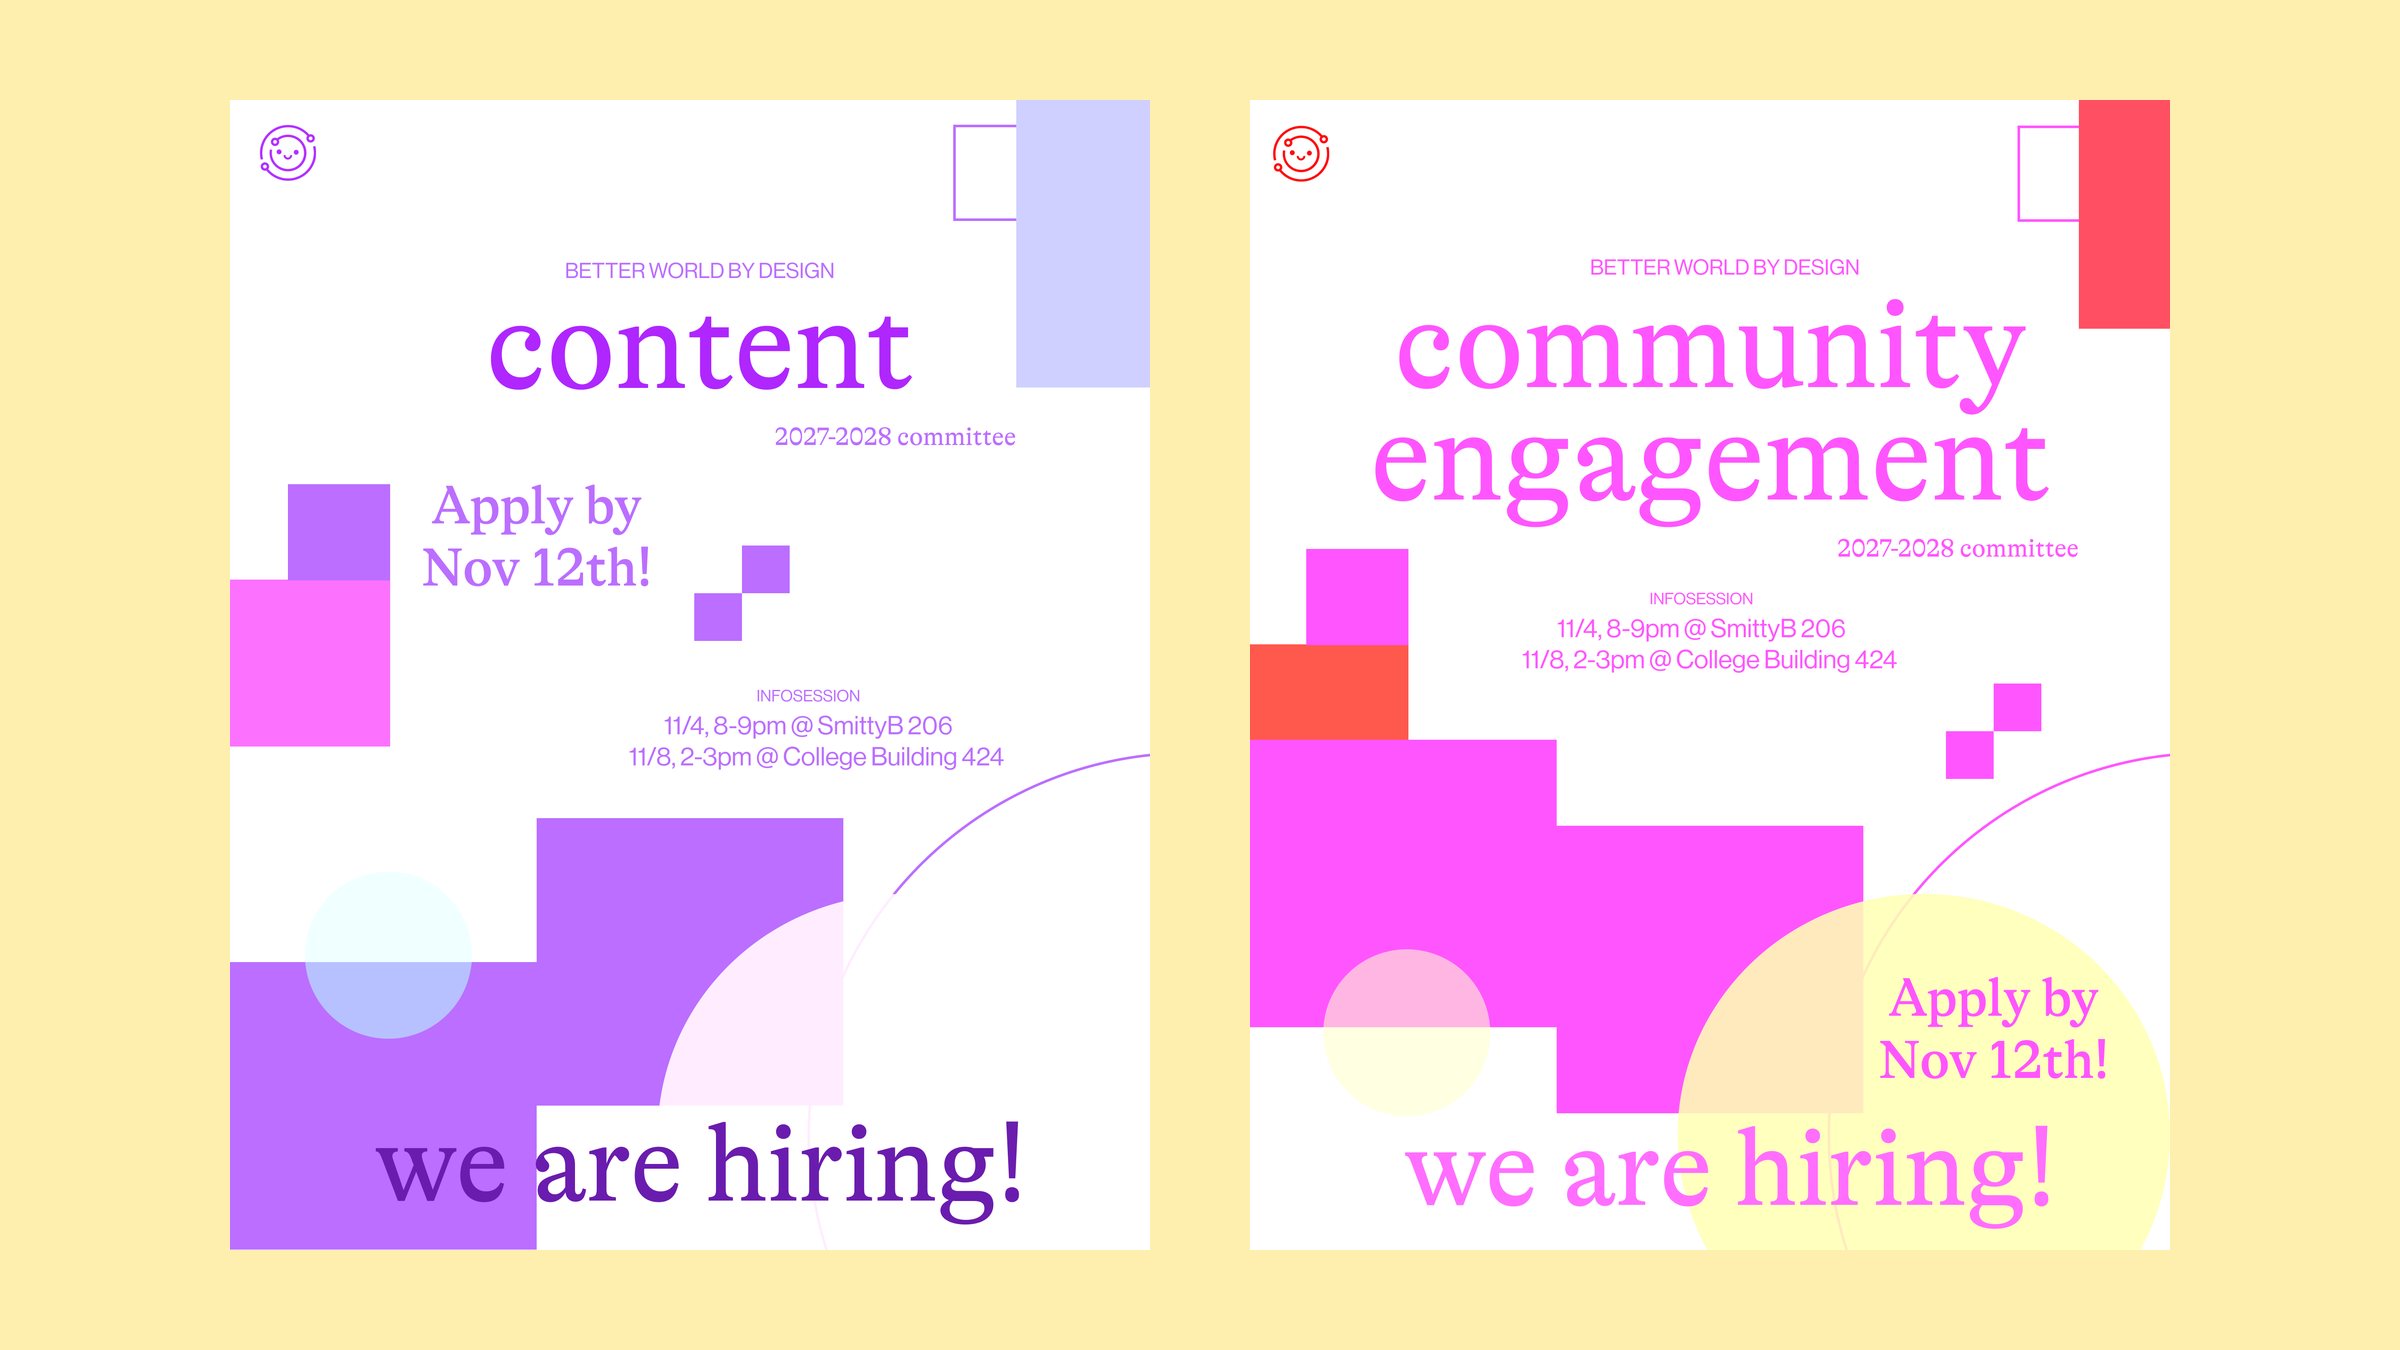 BETTER WORLD BY DESIGN
content
2027-2028 committee
Apply by
Nov 12th!
INFOSESSION
11/4, 8-9pm @ SmittyB 206
11/8, 2-3pm @ College Building 424
we are hiring!
BETTER WORLD BY DESIGN
community
engagement
2027-2028 committee
INFOSESSION
11/4, 8-9pm @ SmittyB 206
11/8, 2-3pm @ College Building 424
Apply by
Nov 12th!
we are hiring!